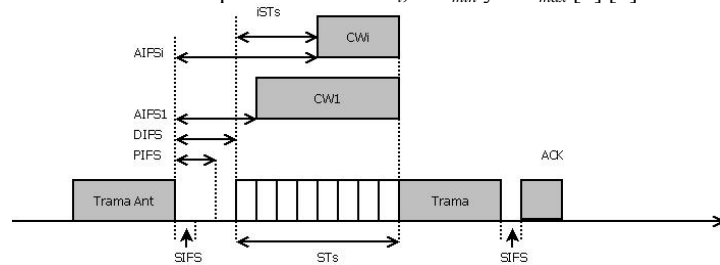 iSTs
CWi
AIFSi
CW1
AIFS1
DIFS
PIFS
ACK
Trama Ant
Trama
SIFS
STs
SIFS